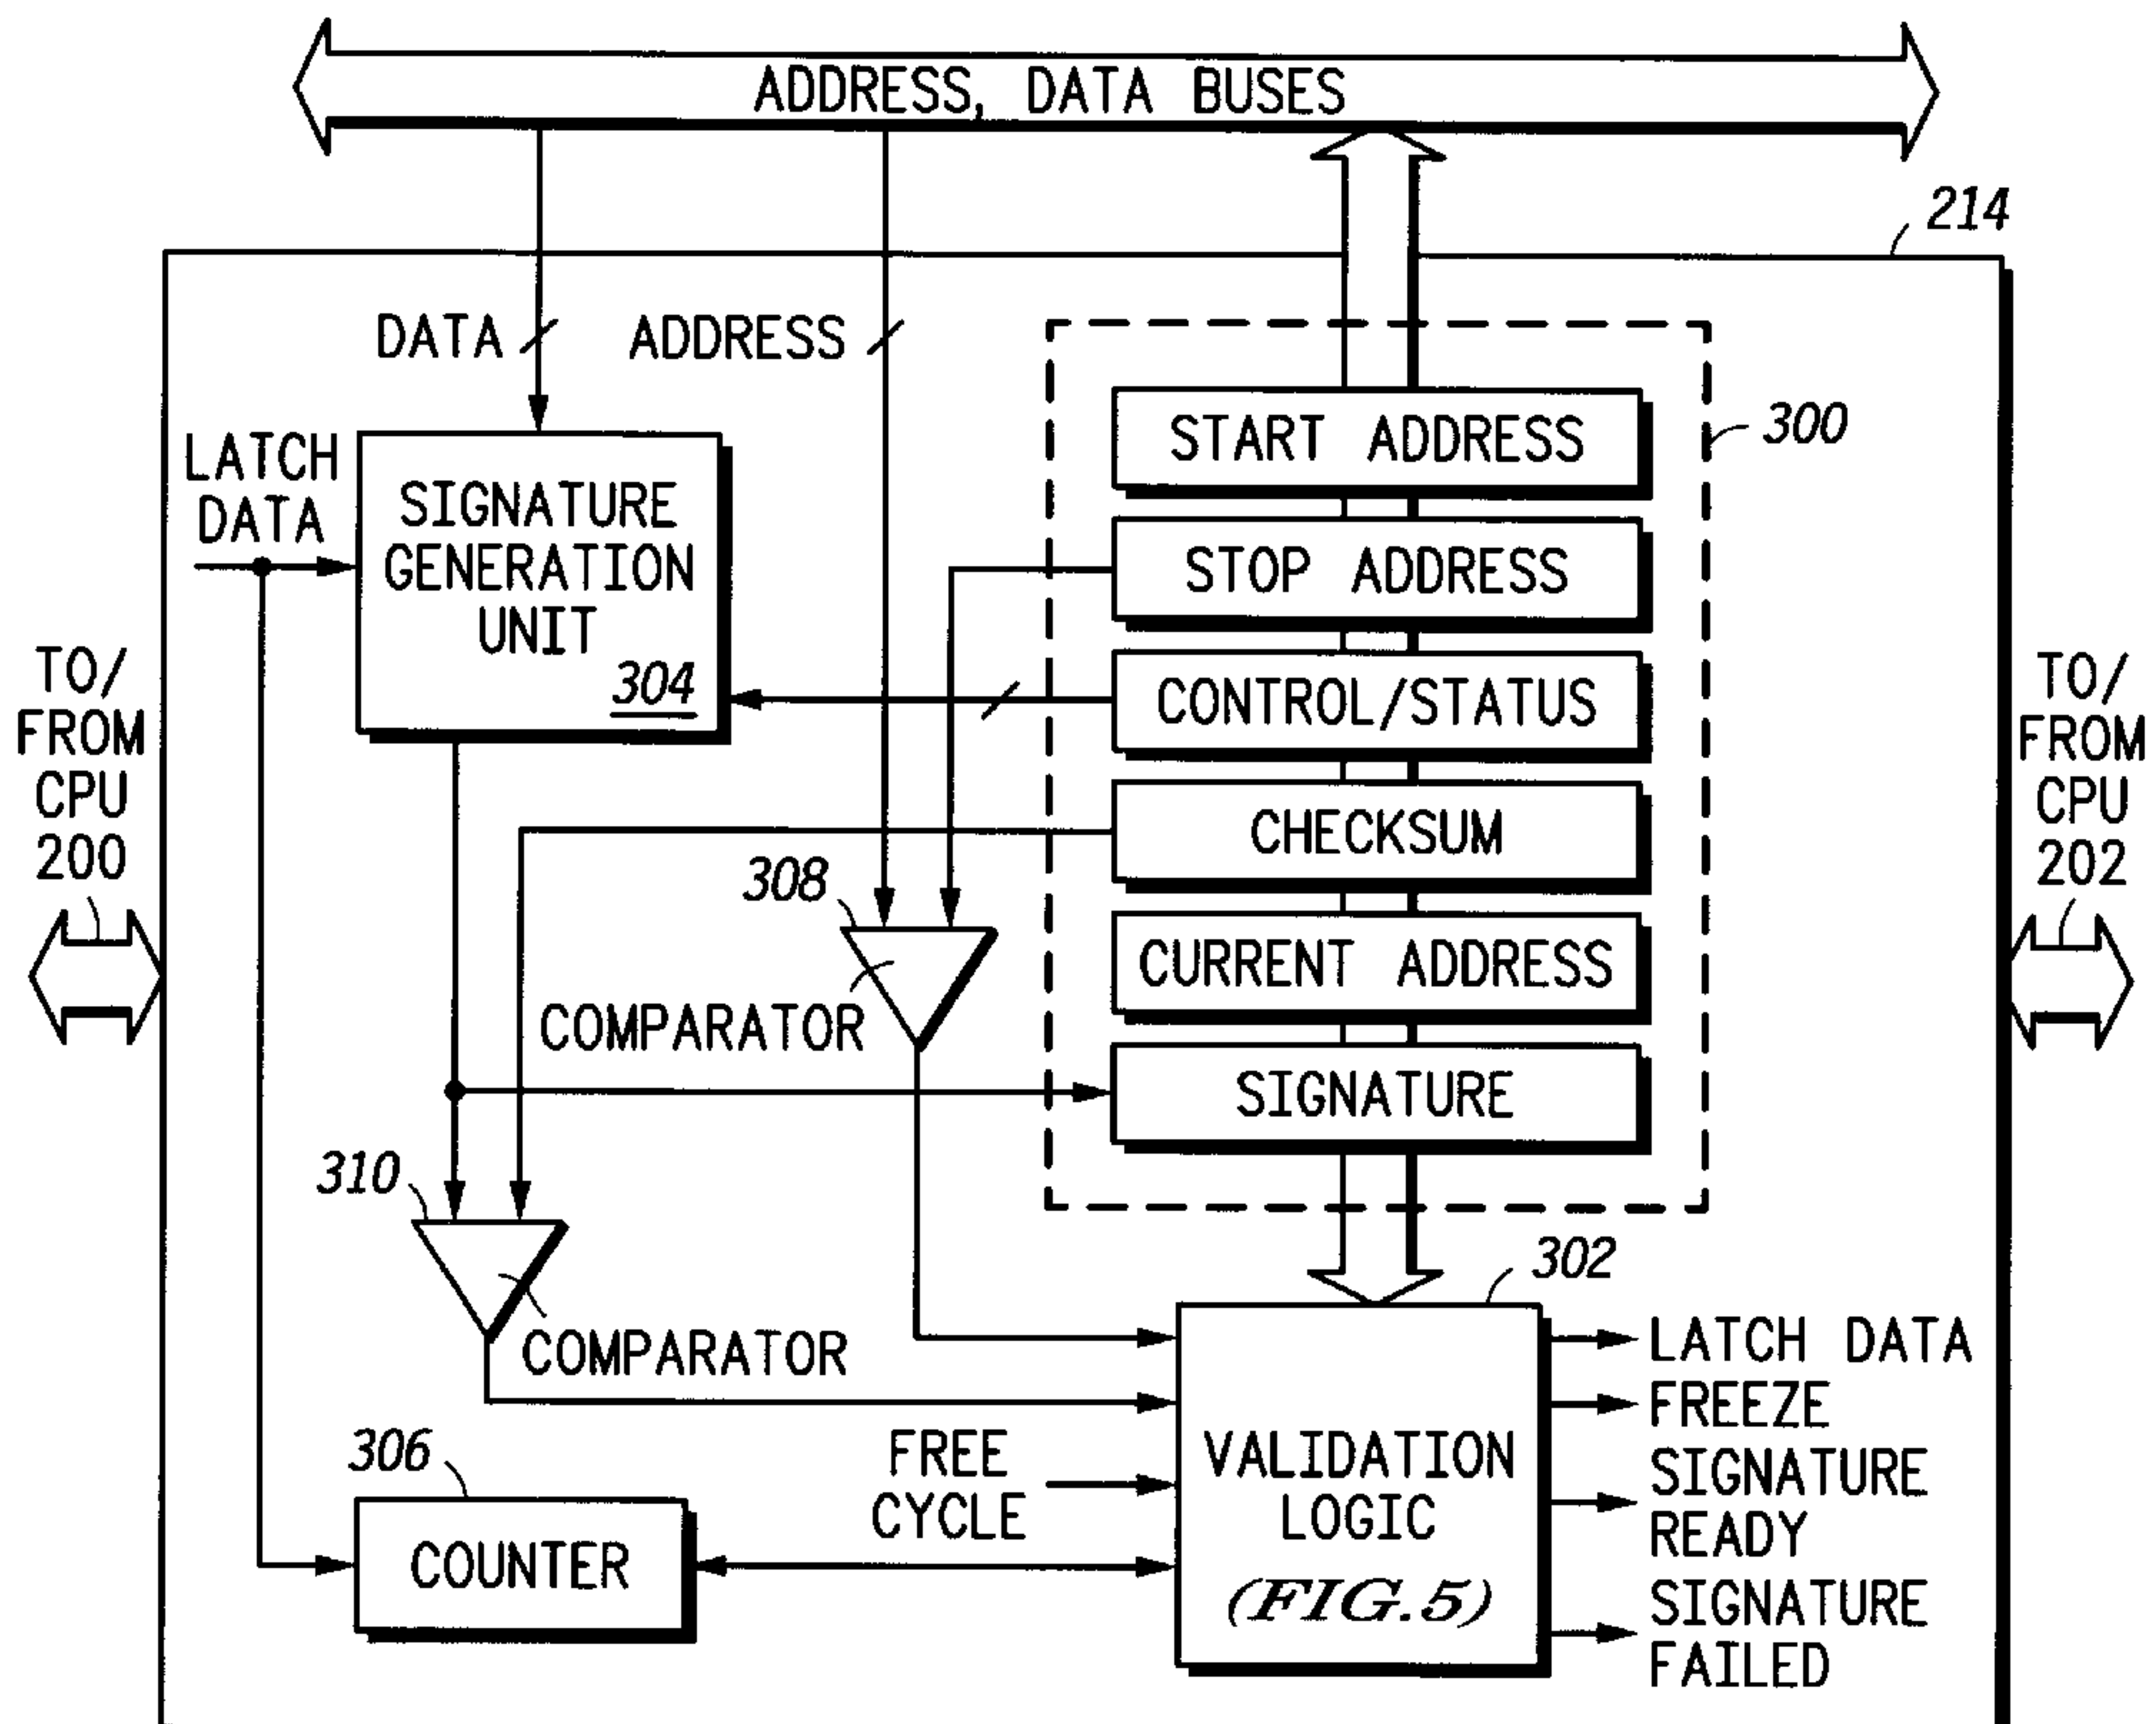 ADDRESS, DATA BUSES
214
DATA
ADDRESS
300
START ADDRESS
LATCH
DATA
SIGNATURE
GENERATION
UNIT
304
STOP ADDRESS
CONTROL/STATUS
TO/
FROM
CPU
200
TO/
FROM
CPU
202
CHECKSUM
308
CURRENT ADDRESS
COMPARATOR
SIGNATURE
310
302
COMPARATOR
LATCH DATA
FREEZE
SIGNATURE
READY
SIGNATURE
FAILED
306
COUNTER
FREE
CYCLE
VALIDATION
LOGIC
(FIG.5)